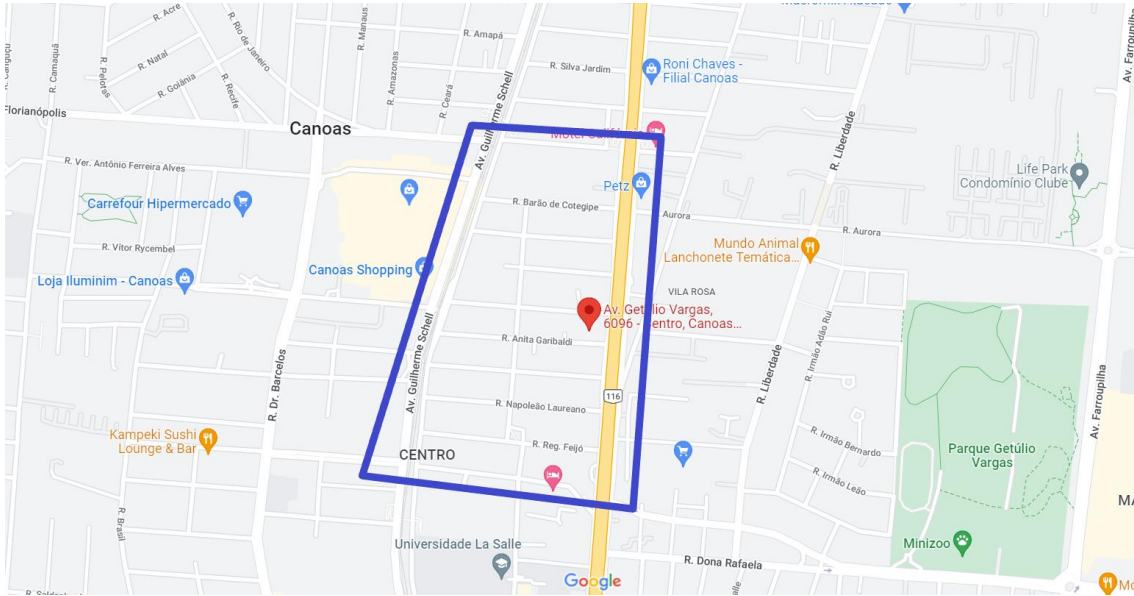 R. Acre
R. Rio de Janeiro
R. Manaus
R. Amapá
R. Camaquã
R. Pelotas
R. Natal
R. Goiânia
R. Recife
R. Amazonas
R. Ceará
Av. Guilherme Schell
R. Silva Jardim
Roni Chaves -
Filial Canoas
Av. Farroupilha
Florianópolis
Canoas
R. Liberdade
R. Ver. Antônio Ferreira Alves
Life Park
Condomínio Clube
Petz
Carrefour Hipermercado
R. Barão de Cotegipe
Aurora
R. Aurora
R. Vitor Rycembel
Mundo Animal
Lanchonete Temática...
Canoas Shopping
Loja Iluminim - Canoas
VILA ROSA
Av. Getúlio Vargas,
6096 - Centro, Canoas...
R. Anita Garibaldi
R. Irmão Adão Rui
Av. Guilherme Schell
R. Liberdade
R. Dr. Barcelos
116
R. Napoleão Laureano
Av. Farroupilha
Kampeki Sushi
Lounge & Bar
R. Reg. Feijó
R. Irmão Bernardo
CENTRO
Parque Getúlio
Vargas
R. Irmão Leão
R. Brasil
Universidade La Salle
Minizoo
R. Dona Rafaela
Google